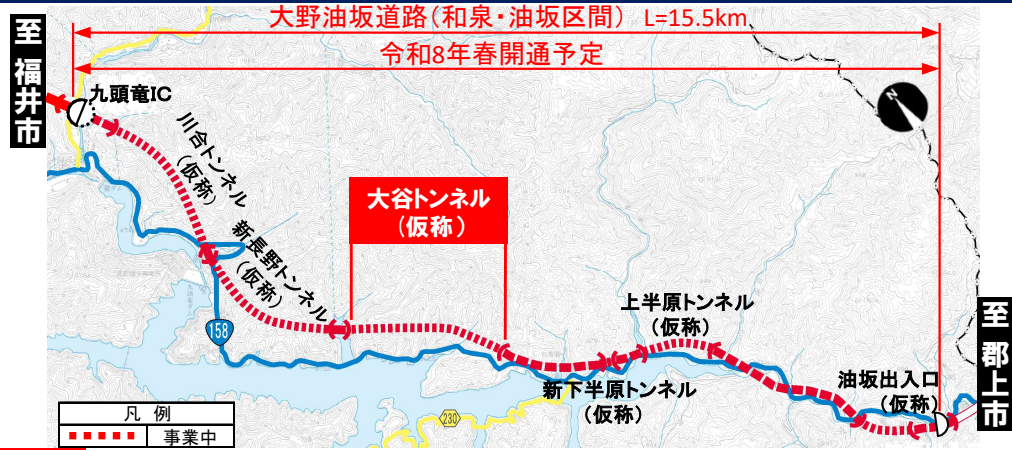 大野油坂道路(和泉・油坂区間) L=15.5km
令和8年春開通予定
至 福井市
九頭竜IC
川合トンネル
(仮称)
新長野トンネル
(仮称)
大谷トンネル
(仮称)
158
上半原トンネル
(仮称)
新下半原トンネル
(仮称)
油坂出入口
(仮称)
至 郡上市
230
N
凡 例
事業中